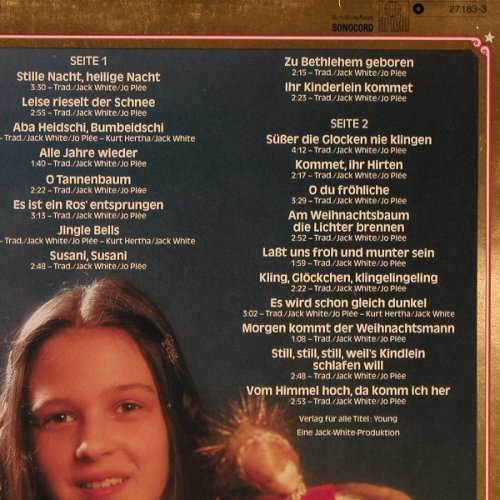 Sonderauflage
SONOCORD
27 183-3
SEITE 1
Stille Nacht, heilige Nacht
3:30 – Trad./Jack White/Jo Plée
Leise rieselt der Schnee
2:55 – Trad./Jack White/Jo Plée
Aba Heidschi, Bumbeidschi
– Trad./Jack White/Jo Plée – Kurt Hertha/Jack White
Alle Jahre wieder
1:40 – Trad./Jack White/Jo Plée
O Tannenbaum
2:22 – Trad./Jack White/Jo Plée
Es ist ein Ros' entsprungen
3:13 – Trad./Jack White/Jo Plée
Jingle Bells
– Trad./Jack White/Jo Plée – Kurt Hertha/Jack White
Susani, Susani
2:48 – Trad./Jack White/Jo Plée
Zu Bethlehem geboren
2:15 – Trad./Jack White/Jo Plée
Ihr Kinderlein kommet
2:23 – Trad./Jack White/Jo Plée
SEITE 2
Süßer die Glocken nie klingen
4:12 – Trad./Jack White/Jo Plée
Kommet, ihr Hirten
2:17 – Trad./Jack White/Jo Plée
O du fröhliche
3:29 – Trad./Jack White/Jo Plée
Am Weihnachtsbaum
die Lichter brennen
2:52 – Trad./Jack White/Jo Plée
Laßt uns froh und munter sein
1:59 – Trad./Jack White/Jo Plée
Kling, Glöckchen, klingelingeling
2:22 – Trad./Jack White/Jo Plée
Es wird schon gleich dunkel
3:02 – Trad./Jack White/Jo Plée – Kurt Hertha/Jack White
Morgen kommt der Weihnachtsmann
1:08 – Trad./Jack White/Jo Plée
Still, still, still, weil's Kindlein
schlafen will
2:48 – Trad./Jack White/Jo Plée
Vom Himmel hoch, da komm ich her
2:53 – Trad./Jack White/Jo Plée
Verlag für alle Titel: Young
Eine Jack-White-Produktion